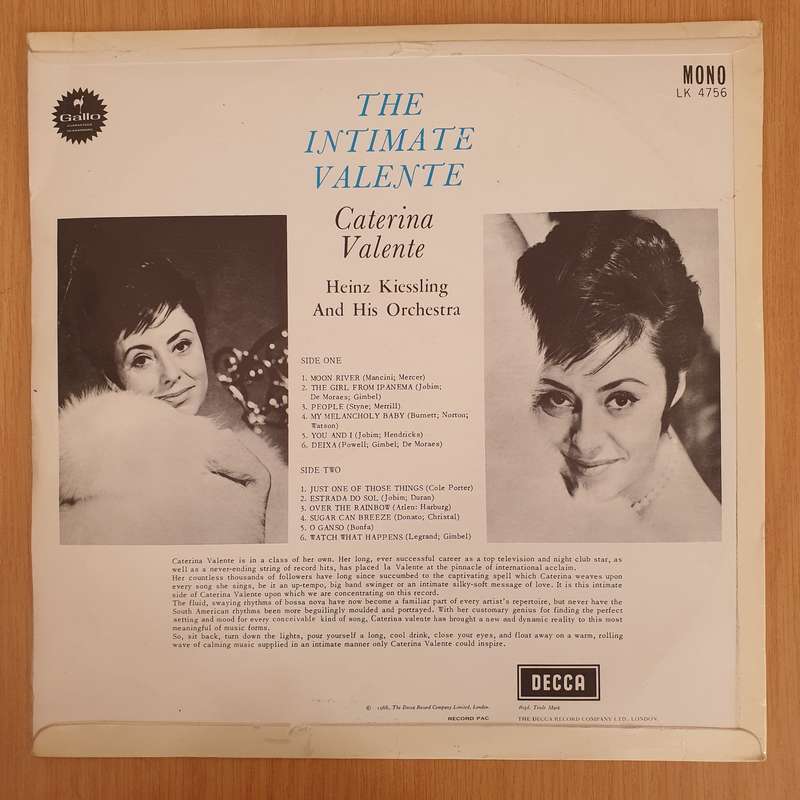 MONO
LK 4756
Gallo
THE
INTIMATE
VALENTE
Caterina
Valente
Heinz Kiessling
And His Orchestra
SIDE ONE
1. MOON RIVER (Mancini; Mercer)
2. THE GIRL FROM IPANEMA (Jobim;
De Moraes; Gimbel)
3. PEOPLE (Styne; Merrill)
4. MY MELANCHOLY BABY (Burnett; Norton;
Watson)
5. YOU AND I (Jobim; Hendricks)
6. DEIXA (Powell; Gimbel; De Moraes)
SIDE TWO
1. JUST ONE OF THOSE THINGS (Cole Porter)
2. ESTRADA DO SOL (Jobim; Duran)
3. OVER THE RAINBOW (Arlen; Harburg)
4. SUGAR CAN BREEZE (Donato; Christal)
5. O GANSO (Bonfa)
6. WATCH WHAT HAPPENS (Legrand; Gimbel)
Caterina Valente is in a class of her own. Her long, ever successful career as a top television and night club star, as
well as a never-ending string of record hits, has placed la Valente at the pinnacle of international acclaim.
Her countless thousands of followers have long since succumbed to the captivating spell which Caterina weaves upon
every song she sings, be it an up-tempo, big band swinger or an intimate silky-soft message of love. It is this intimate
side of Caterina Valente upon which we are concentrating on this record.
The fluid, swaying rhythms of bossa nova have now become a familiar part of every artist's repertoire, but never have the
South American rhythms been more beguilingly moulded and portrayed. With her customary genius for finding the perfect
setting and mood for every conceivable kind of song, Caterina valente has brought a new and dynamic reality to this most
meaningful of music forms.
So, sit back, turn down the lights, pour yourself a long, cool drink, close your eyes, and float away on a warm, rolling
wave of calming music supplied in an intimate manner only Caterina Valente could inspire.
DECCA
© 1966, The Decca Record Company Limited, London.
Regd. Trade Mark
RECORD PAC
THE DECCA RECORD COMPANY LTD., LONDON.